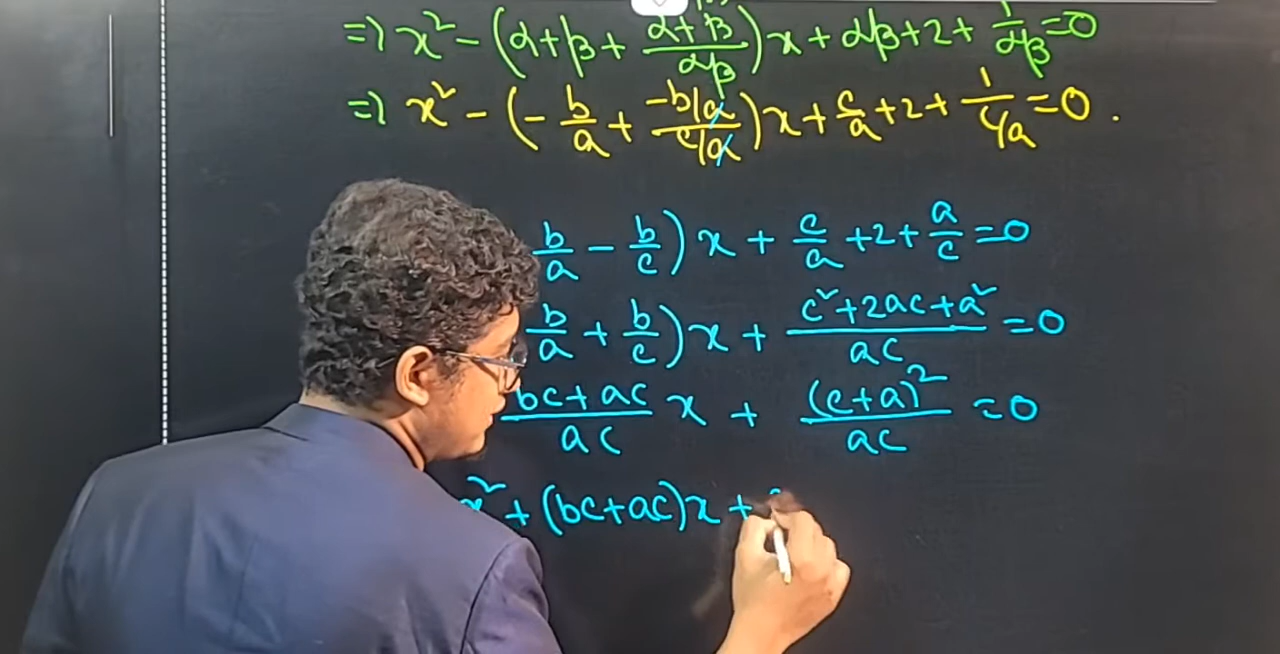 ⇒ x² - (α+β + α+β/αβ)x + αβ + 2 + 1/αβ = 0
⇒ x² - (- b/a + -b/a/c/a)x + c/a + 2 + 1/c/a = 0.
b/a - b/c)x + c/a + 2 + a/c = 0
b/a + b/c)x + c²+2ac+a²/ac = 0
bc+ac/ac x + (c+a)²/ac = 0
x² + (bc+ac)x +